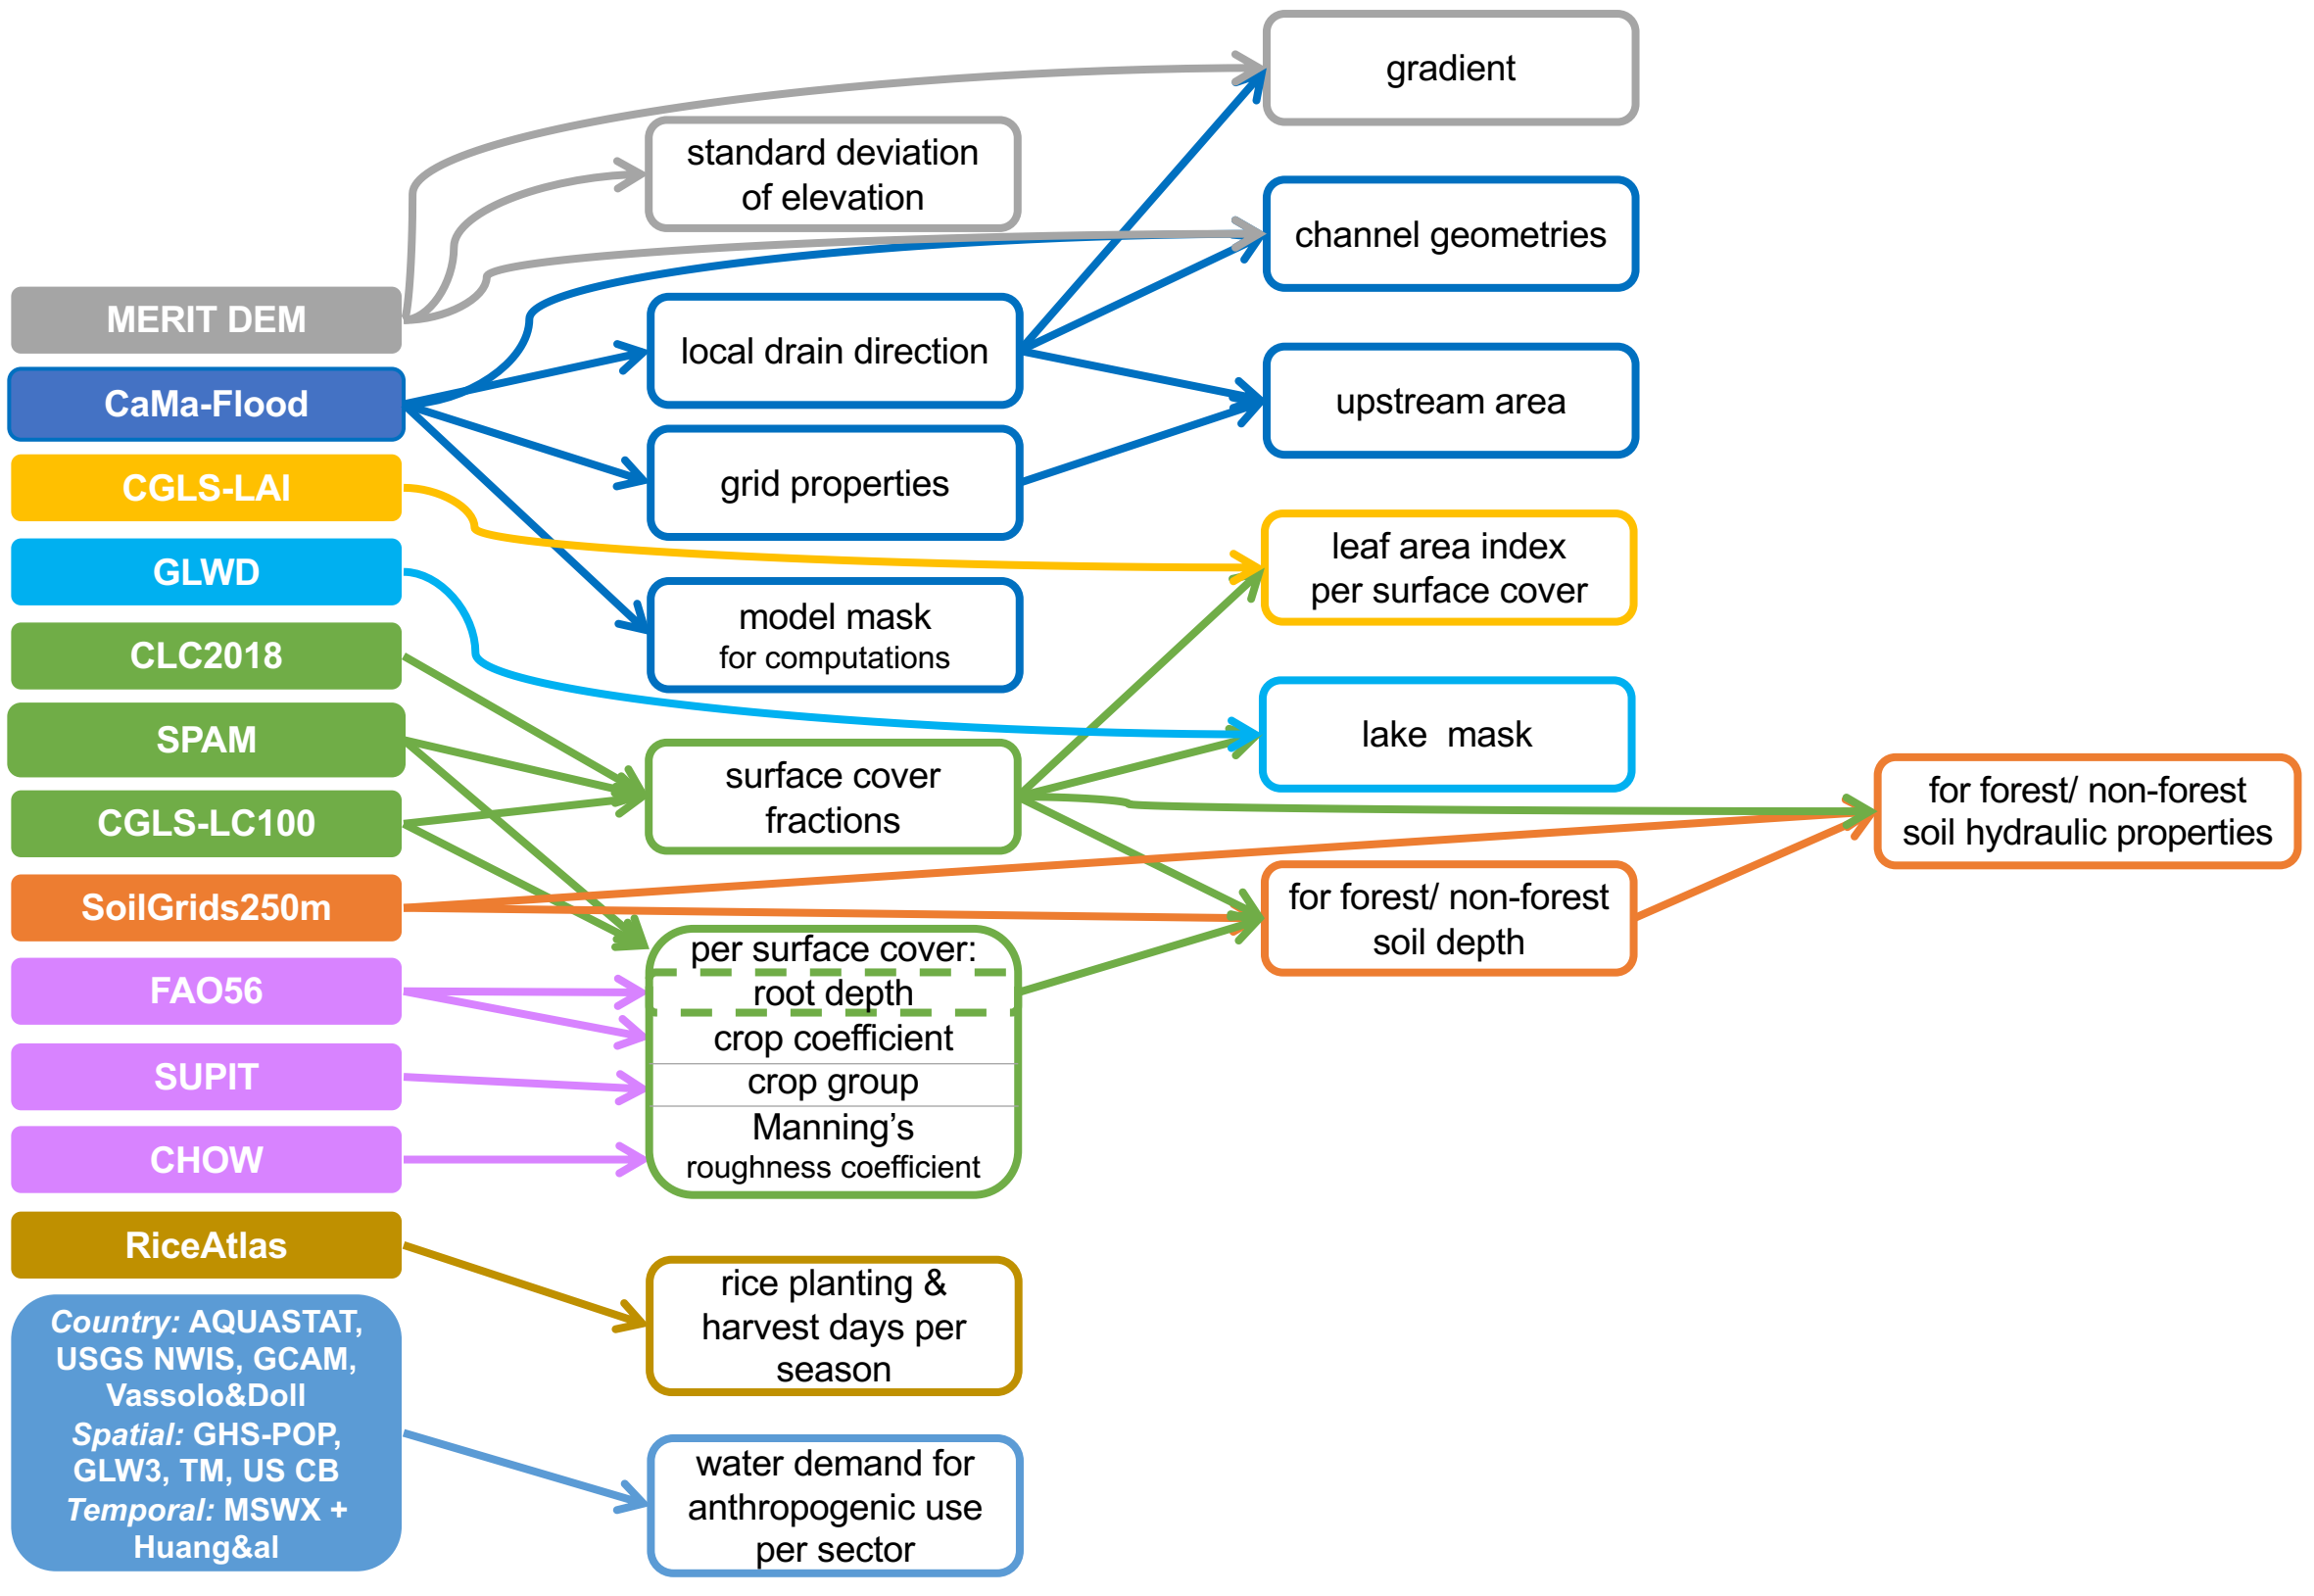 MERIT DEM
CaMa-Flood
CGLS-LAI
GLWD
CLC2018
SPAM
CGLS-LC100
SoilGrids250m
FAO56
SUPIT
CHOW
RiceAtlas
Country: AQUASTAT,
USGS NWIS, GCAM,
Vassolo&Doll
Spatial: GHS-POP,
GLW3, TM, US CB
Temporal: MSWX +
Huang&al
standard deviation
of elevation
local drain direction
grid properties
model mask
for computations
surface cover
fractions
per surface cover:
root depth
crop coefficient
crop group
Manning’s
roughness coefficient
rice planting &
harvest days per
season
water demand for
anthropogenic use
per sector
gradient
channel geometries
upstream area
leaf area index
per surface cover
lake mask
for forest/ non-forest
soil depth
for forest/ non-forest
soil hydraulic properties